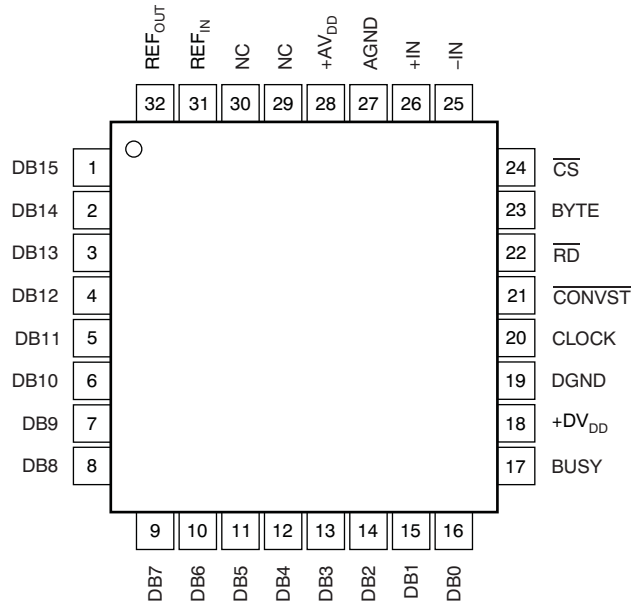 REF_OUT REF_IN NC NC +AV_DD AGND +IN –IN
32 31 30 29 28 27 26 25
DB15 1 24 C̅S̅
DB14 2 23 BYTE
DB13 3 22 R̅D̅
DB12 4 21 C̅O̅N̅V̅S̅T̅
DB11 5 20 CLOCK
DB10 6 19 DGND
DB9 7 18 +DV_DD
DB8 8 17 BUSY
9 10 11 12 13 14 15 16
DB7 DB6 DB5 DB4 DB3 DB2 DB1 DB0